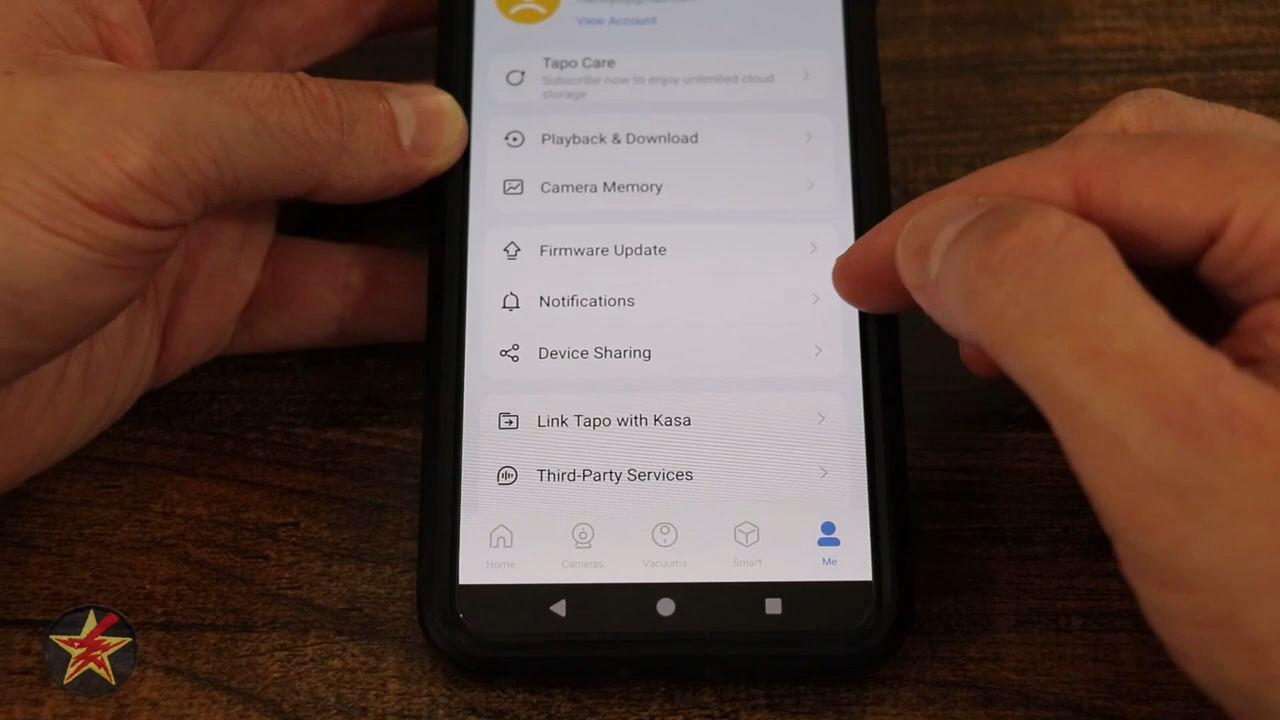 View Account
Tapo Care
Subscribe now to enjoy unlimited cloud
storage
Playback & Download
Camera Memory
Firmware Update
Notifications
Device Sharing
Link Tapo with Kasa
Third-Party Services
Home
Cameras
Vacuums
Smart
Me